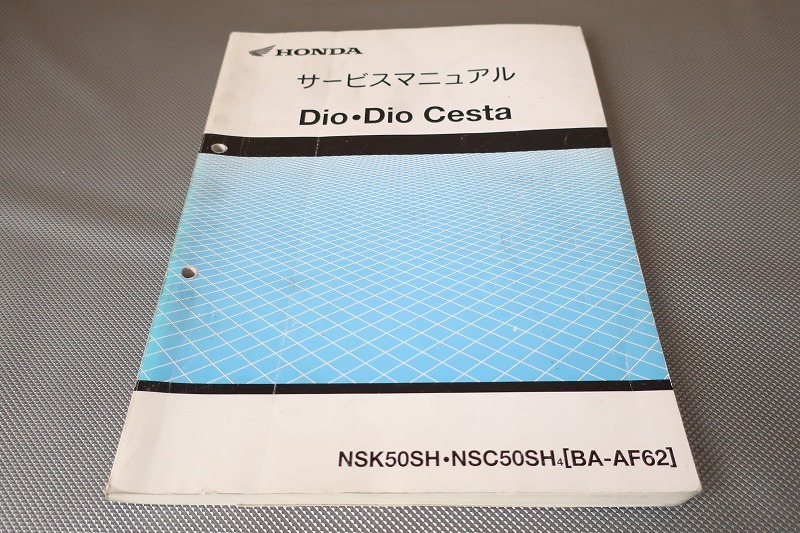 HONDA
サービスマニュアル
Dio•Dio Cesta
NSK50SH•NSC50SH₄[BA-AF62]